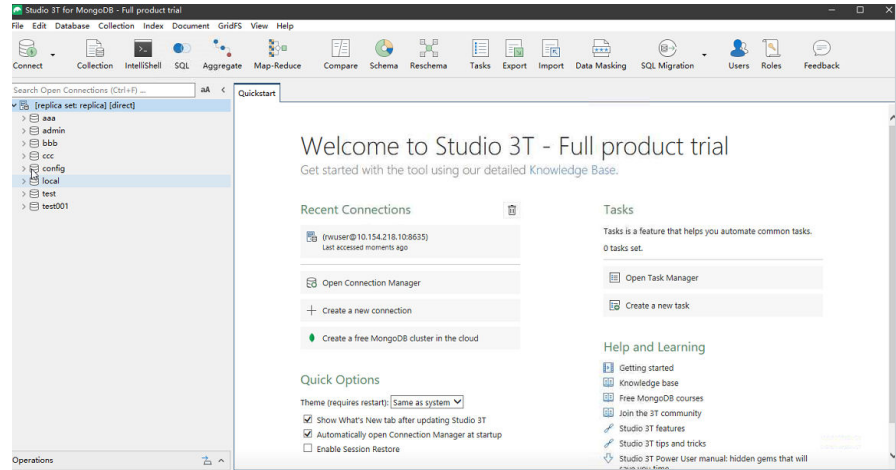 Studio 3T for MongoDB - Full product trial
File Edit Database Collection Index Document GridFS View Help
Connect Collection IntelliShell SQL Aggregate Map-Reduce Compare Schema Reschema Tasks Export Import Data Masking SQL Migration Users Roles Feedback
Search Open Connections (Ctrl+F) ... aA
Quickstart
[replica set: replica] [direct]
aaa
admin
bbb
ccc
config
local
test
test001
Welcome to Studio 3T - Full product trial
Get started with the tool using our detailed Knowledge Base.
Recent Connections
(rwuser@10.154.218.10:8635)
Last accessed moments ago
Open Connection Manager
Create a new connection
Create a free MongoDB cluster in the cloud
Quick Options
Theme (requires restart): Same as system
Show What's New tab after updating Studio 3T
Automatically open Connection Manager at startup
Enable Session Restore
Tasks
Tasks is a feature that helps you automate common tasks.
0 tasks set.
Open Task Manager
Create a new task
Help and Learning
Getting started
Knowledge base
Free MongoDB courses
Join the 3T community
Studio 3T features
Studio 3T tips and tricks
Studio 3T Power User manual: hidden gems that will
save you time
Operations